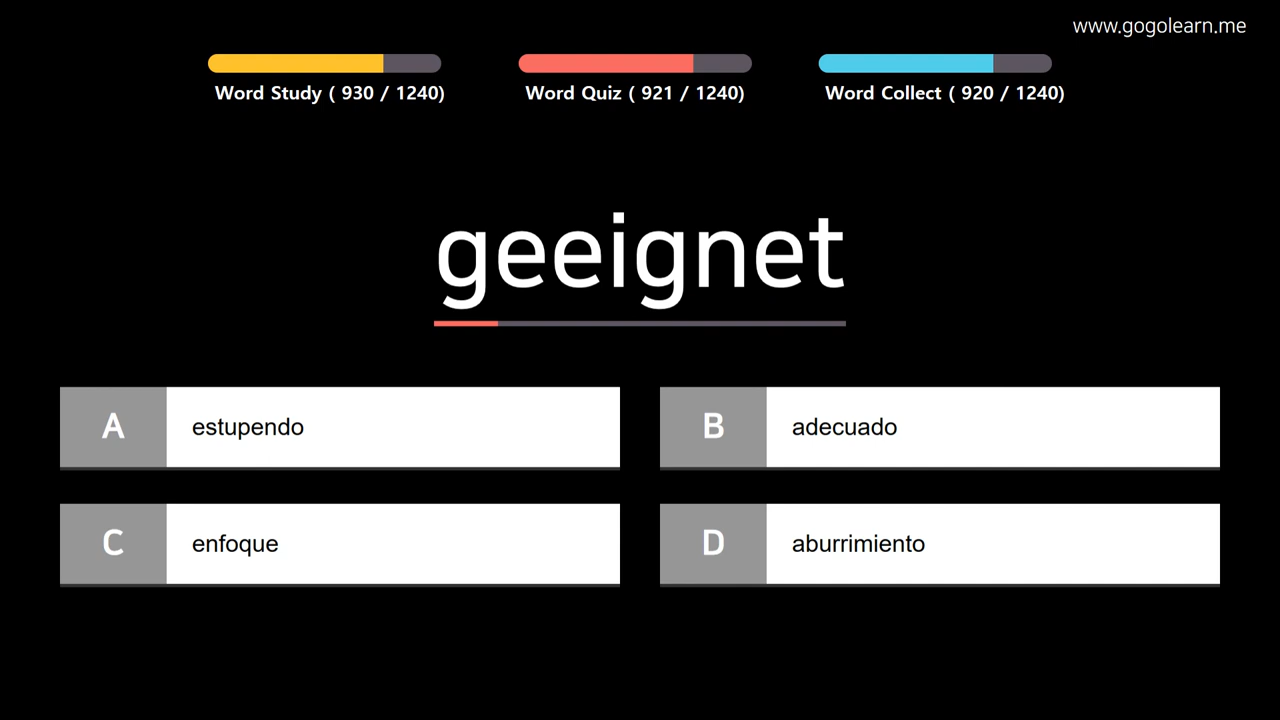 www.gogolearn.me
Word Study ( 930 / 1240)
Word Quiz ( 921 / 1240)
Word Collect ( 920 / 1240)
geeignet
A estupendo
B adecuado
C enfoque
D aburrimiento